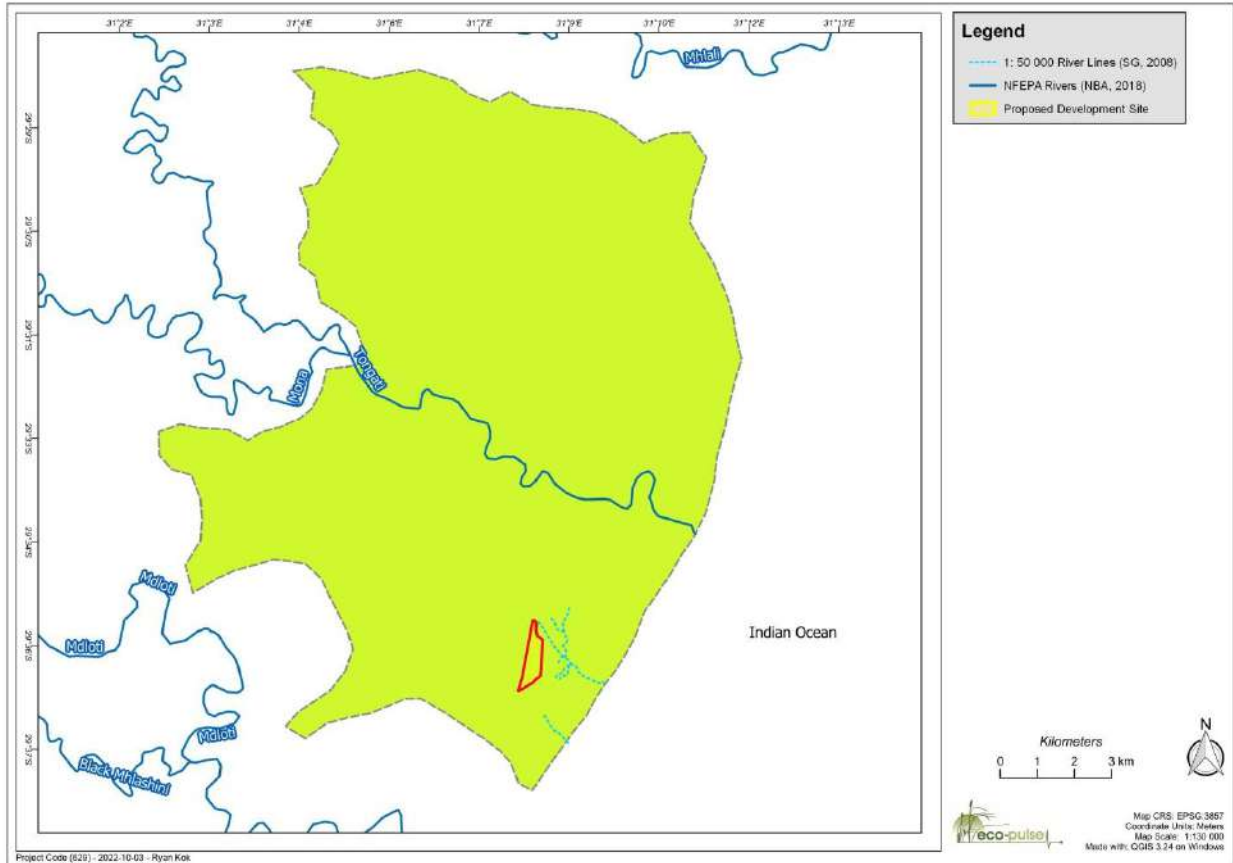 31°2'E 31°3'E 31°4'E 31°6'E 31°7'E 31°9'E 31°10'E 31°12'E 31°13'E
Mhlali
Legend
1: 50 000 River Lines (SG, 2008)
NFEPA Rivers (NBA, 2018)
Proposed Development Site
Tongati
Mona
Mdloti
Mdloti
Mdloti
Black Mhlashini
Indian Ocean
N
Kilometers
0 1 2 3 km
eco-pulse
Map CRS: EPSG:3857
Coordinate Units: Meters
Map Scale: 1:130 000
Made with: QGIS 3.24 on Windows
Project Code (629) - 2022-10-03 - Ryan Kok